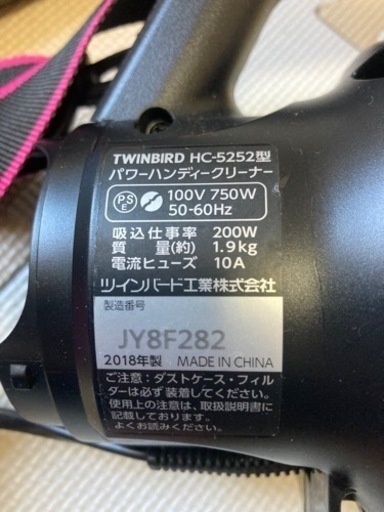 TWINBIRD HC-5252型
パワーハンディークリーナー
PSE 100V 750W
50-60Hz
吸込仕事率 200W
質量(約) 1.9kg
電流ヒューズ 10A
ツインバード工業株式会社
製造番号
JY8F282
2018年製 MADE IN CHINA
ご注意：ダストケース・フィル
ターは必ず装着してください。
使用上の注意は、取扱説明書に
記載しております。
必ずお読みください。